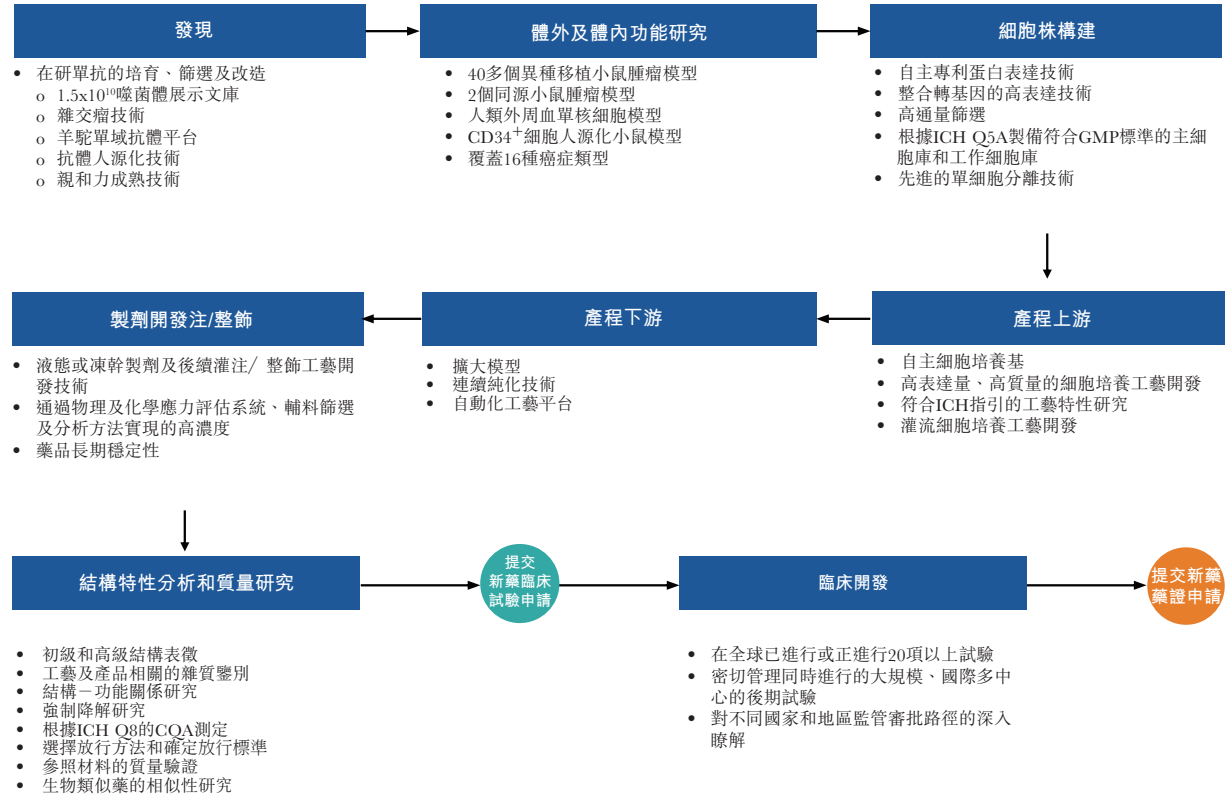 發現
• 在研單抗的培育、篩選及改造
o 1.5x10¹⁰噬菌體展示文庫
o 雜交瘤技術
o 羊駝單域抗體平台
o 抗體人源化技術
o 親和力成熟技術
體外及體內功能研究
• 40多個異種移植小鼠腫瘤模型
• 2個同源小鼠腫瘤模型
• 人類外周血單核細胞模型
• CD34⁺細胞人源化小鼠模型
• 覆蓋16種癌症類型
細胞株構建
• 自主專利蛋白表達技術
• 整合轉基因的高表達技術
• 高通量篩選
• 根據ICH Q5A製備符合GMP標準的主細
胞庫和工作細胞庫
• 先進的單細胞分離技術
產程上游
• 自主細胞培養基
• 高表達量、高質量的細胞培養工藝開發
• 符合ICH指引的工藝特性研究
• 灌流細胞培養工藝開發
產程下游
• 擴大模型
• 連續純化技術
• 自動化工藝平台
製劑開發注/整飾
• 液態或凍幹製劑及後續灌注/ 整飾工藝開
發技術
• 通過物理及化學應力評估系統、輔料篩選
及分析方法實現的高濃度
• 藥品長期穩定性
結構特性分析和質量研究
• 初級和高級結構表徵
• 工藝及產品相關的雜質鑒別
• 結構－功能關係研究
• 強制降解研究
• 根據ICH Q8的CQA測定
• 選擇放行方法和確定放行標準
• 參照材料的質量驗證
• 生物類似藥的相似性研究
提交
新藥臨床
試驗申請
臨床開發
• 在全球已進行或正進行20項以上試驗
• 密切管理同時進行的大規模、國際多中
心的後期試驗
• 對不同國家和地區監管審批路徑的深入
瞭解
提交新藥
藥證申請